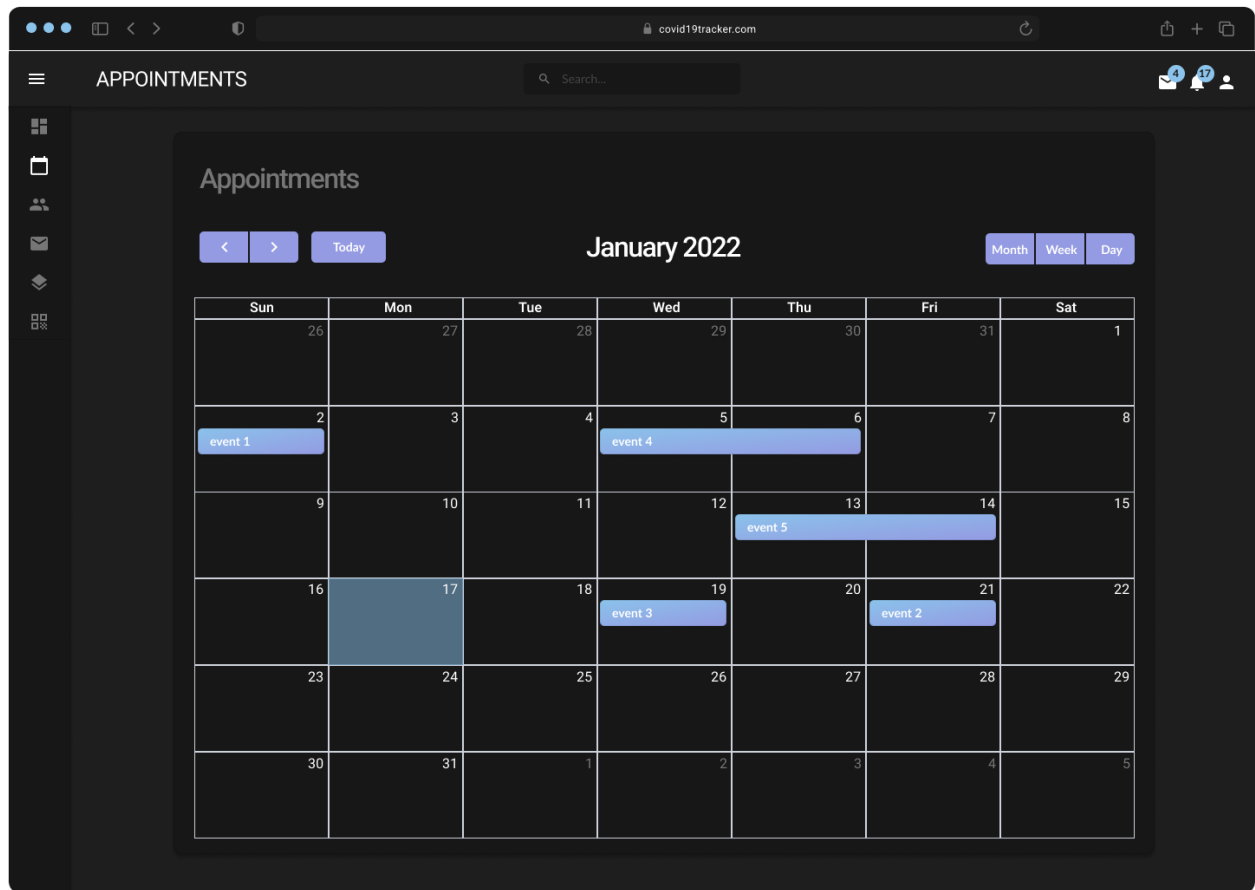 covid19tracker.com
APPOINTMENTS
Search...
4
17
Appointments
Today
January 2022
Month Week Day
Sun Mon Tue Wed Thu Fri Sat
26 27 28 29 30 31 1
2 3 4 5 6 7 8
event 1 event 4
9 10 11 12 13 14 15
event 5
16 17 18 19 20 21 22
event 3 event 2
23 24 25 26 27 28 29
30 31 1 2 3 4 5